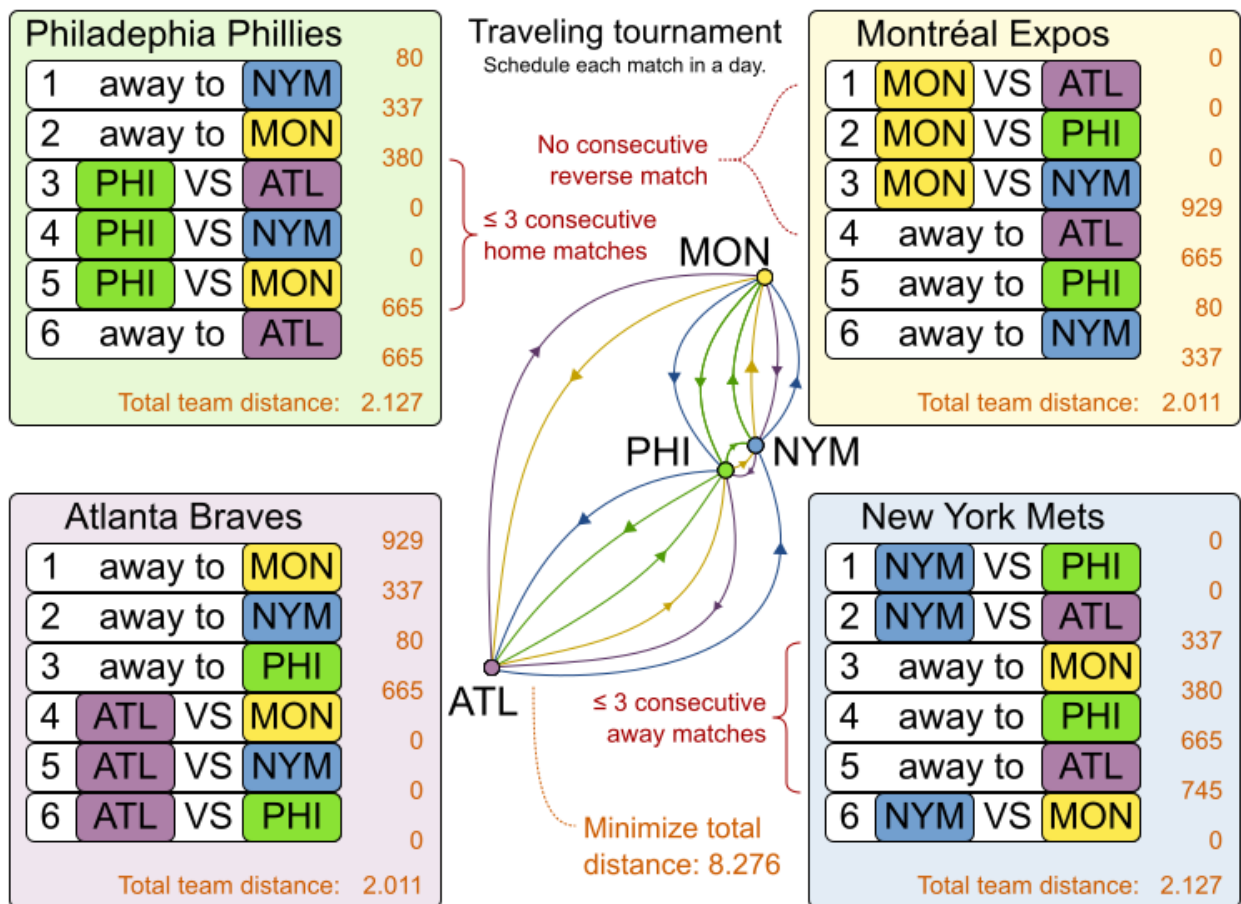 Philadephia Phillies
80
1 away to NYM
337
2 away to MON
380
3 PHI VS ATL
0
4 PHI VS NYM
0
5 PHI VS MON
665
6 away to ATL
665
Total team distance: 2.127
Traveling tournament
Schedule each match in a day.
No consecutive
reverse match
≤ 3 consecutive
home matches
Montréal Expos
0
1 MON VS ATL
0
2 MON VS PHI
0
3 MON VS NYM
929
4 away to ATL
665
5 away to PHI
80
6 away to NYM
337
Total team distance: 2.011
MON
PHI
NYM
ATL
Atlanta Braves
929
1 away to MON
337
2 away to NYM
80
3 away to PHI
665
4 ATL VS MON
0
5 ATL VS NYM
0
6 ATL VS PHI
0
Total team distance: 2.011
≤ 3 consecutive
away matches
Minimize total
distance: 8.276
New York Mets
0
1 NYM VS PHI
0
2 NYM VS ATL
337
3 away to MON
380
4 away to PHI
665
5 away to ATL
745
6 NYM VS MON
0
Total team distance: 2.127